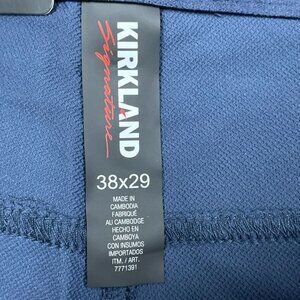 KIRKLAND
Signature
38x29
MADE IN
CAMBODIA
FABRIQUÉ
AU CAMBODGE
HECHO EN
CAMBOYA
CON INSUMOS
IMPORTADOS
ITM. / ART.
7771391